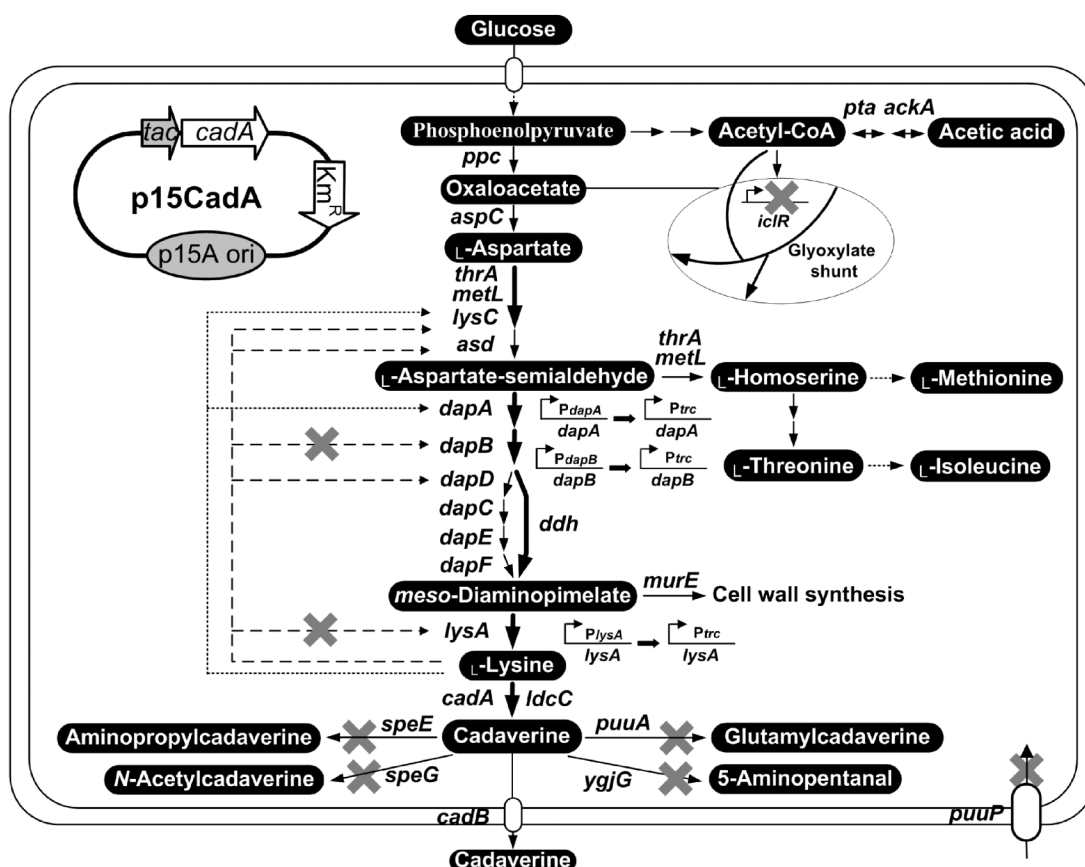 Glucose
tac cadA
Km R
p15CadA
p15A ori
Phosphoenolpyruvate
Acetyl-CoA
pta ackA
Acetic acid
ppc
Oxaloacetate
iclR
Glyoxylate
shunt
aspC
L-Aspartate
thrA
metL
lysC
asd
L-Aspartate-semialdehyde
thrA
metL
L-Homoserine
L-Methionine
dapA
PdapA
dapA
Ptrc
dapA
dapB
PdapB
dapB
Ptrc
dapB
L-Threonine
L-Isoleucine
dapD
dapC
dapE
dapF
ddh
meso-Diaminopimelate
murE
Cell wall synthesis
lysA
PlysA
lysA
Ptrc
lysA
L-Lysine
cadA ldcC
Aminopropylcadaverine
speE
Cadaverine
puuA
Glutamylcadaverine
N-Acetylcadaverine
speG
ygjG
5-Aminopentanal
cadB
puuP
Cadaverine